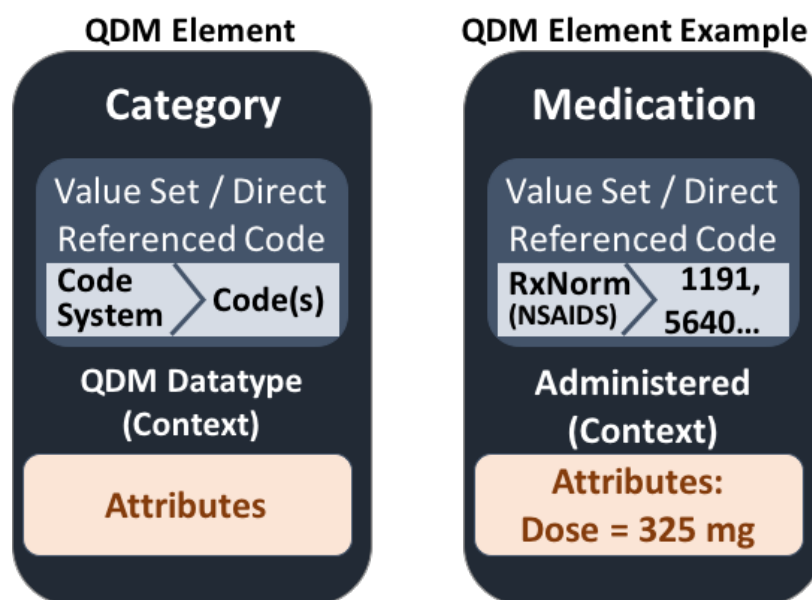 QDM Element
Category
Value Set / Direct
Referenced Code
Code
System
Code(s)
QDM Datatype
(Context)
Attributes
QDM Element Example
Medication
Value Set / Direct
Referenced Code
RxNorm
(NSAIDS)
1191,
5640...
Administered
(Context)
Attributes:
Dose = 325 mg